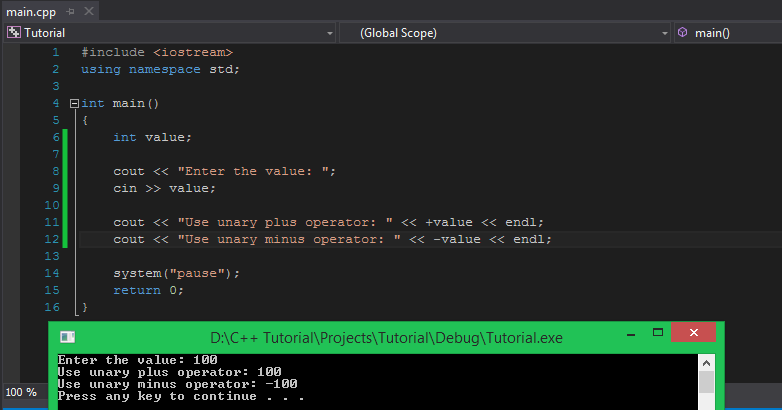 main.cpp
Tutorial (Global Scope) main()
1 #include <iostream>
2 using namespace std;
3
4 int main()
5 {
6 int value;
7
8 cout << "Enter the value: ";
9 cin >> value;
10
11 cout << "Use unary plus operator: " << +value << endl;
12 cout << "Use unary minus operator: " << -value << endl;
13
14 system("pause");
15 return 0;
16 }
D:\C++ Tutorial\Projects\Tutorial\Debug\Tutorial.exe
Enter the value: 100
Use unary plus operator: 100
Use unary minus operator: -100
Press any key to continue . . .
100 %